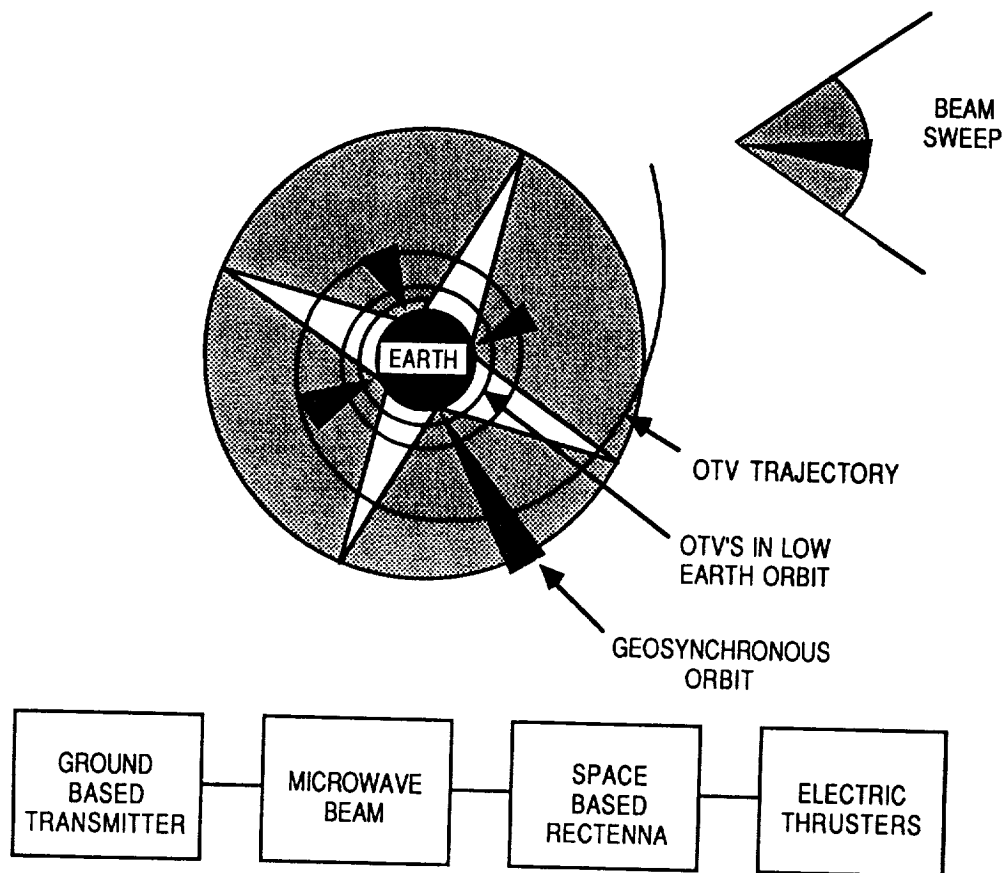 BEAM
SWEEP
EARTH
OTV TRAJECTORY
OTV'S IN LOW
EARTH ORBIT
GEOSYNCHRONOUS
ORBIT
GROUND
BASED
TRANSMITTER
MICROWAVE
BEAM
SPACE
BASED
RECTENNA
ELECTRIC
THRUSTERS